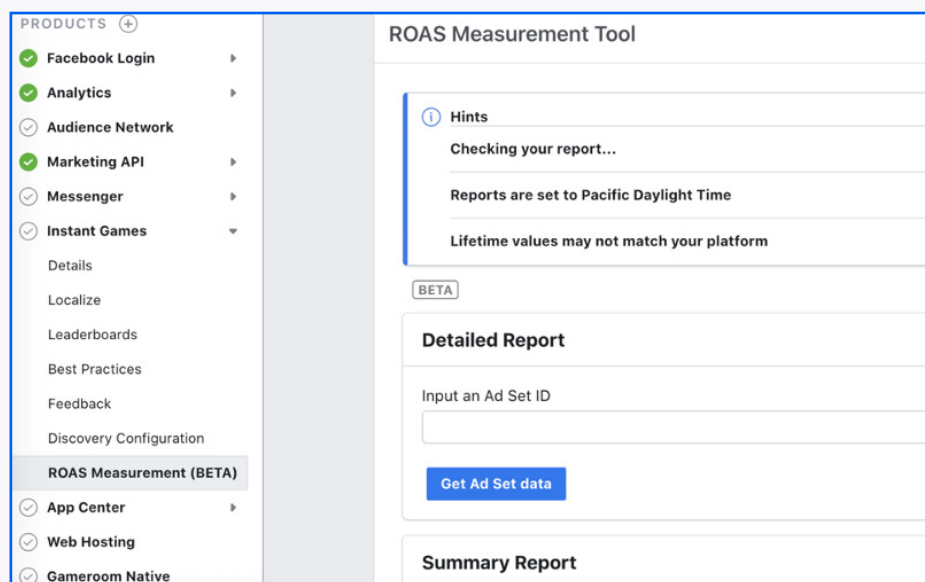 PRODUCTS
Facebook Login
Analytics
Audience Network
Marketing API
Messenger
Instant Games
Details
Localize
Leaderboards
Best Practices
Feedback
Discovery Configuration
ROAS Measurement (BETA)
App Center
Web Hosting
Gameroom Native
ROAS Measurement Tool
Hints
Checking your report...
Reports are set to Pacific Daylight Time
Lifetime values may not match your platform
BETA
Detailed Report
Input an Ad Set ID
Get Ad Set data
Summary Report